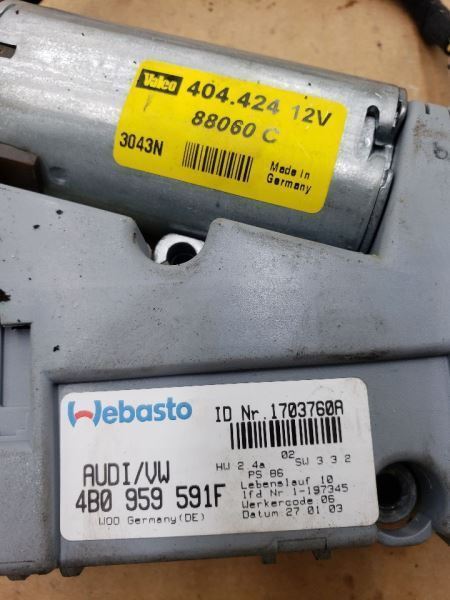 Valeo 404.424 12V
88060 C
3043N
Made in
Germany
Webasto
ID Nr. 1703760A
AUDI/VW
4B0 959 591F
WOO Germany(DE)
02
HW 2 4a SW 3 3 2
PS 86
Lebenslauf 10
lfd Nr 1-197345
Werkercode 06
Datum 27 01 03